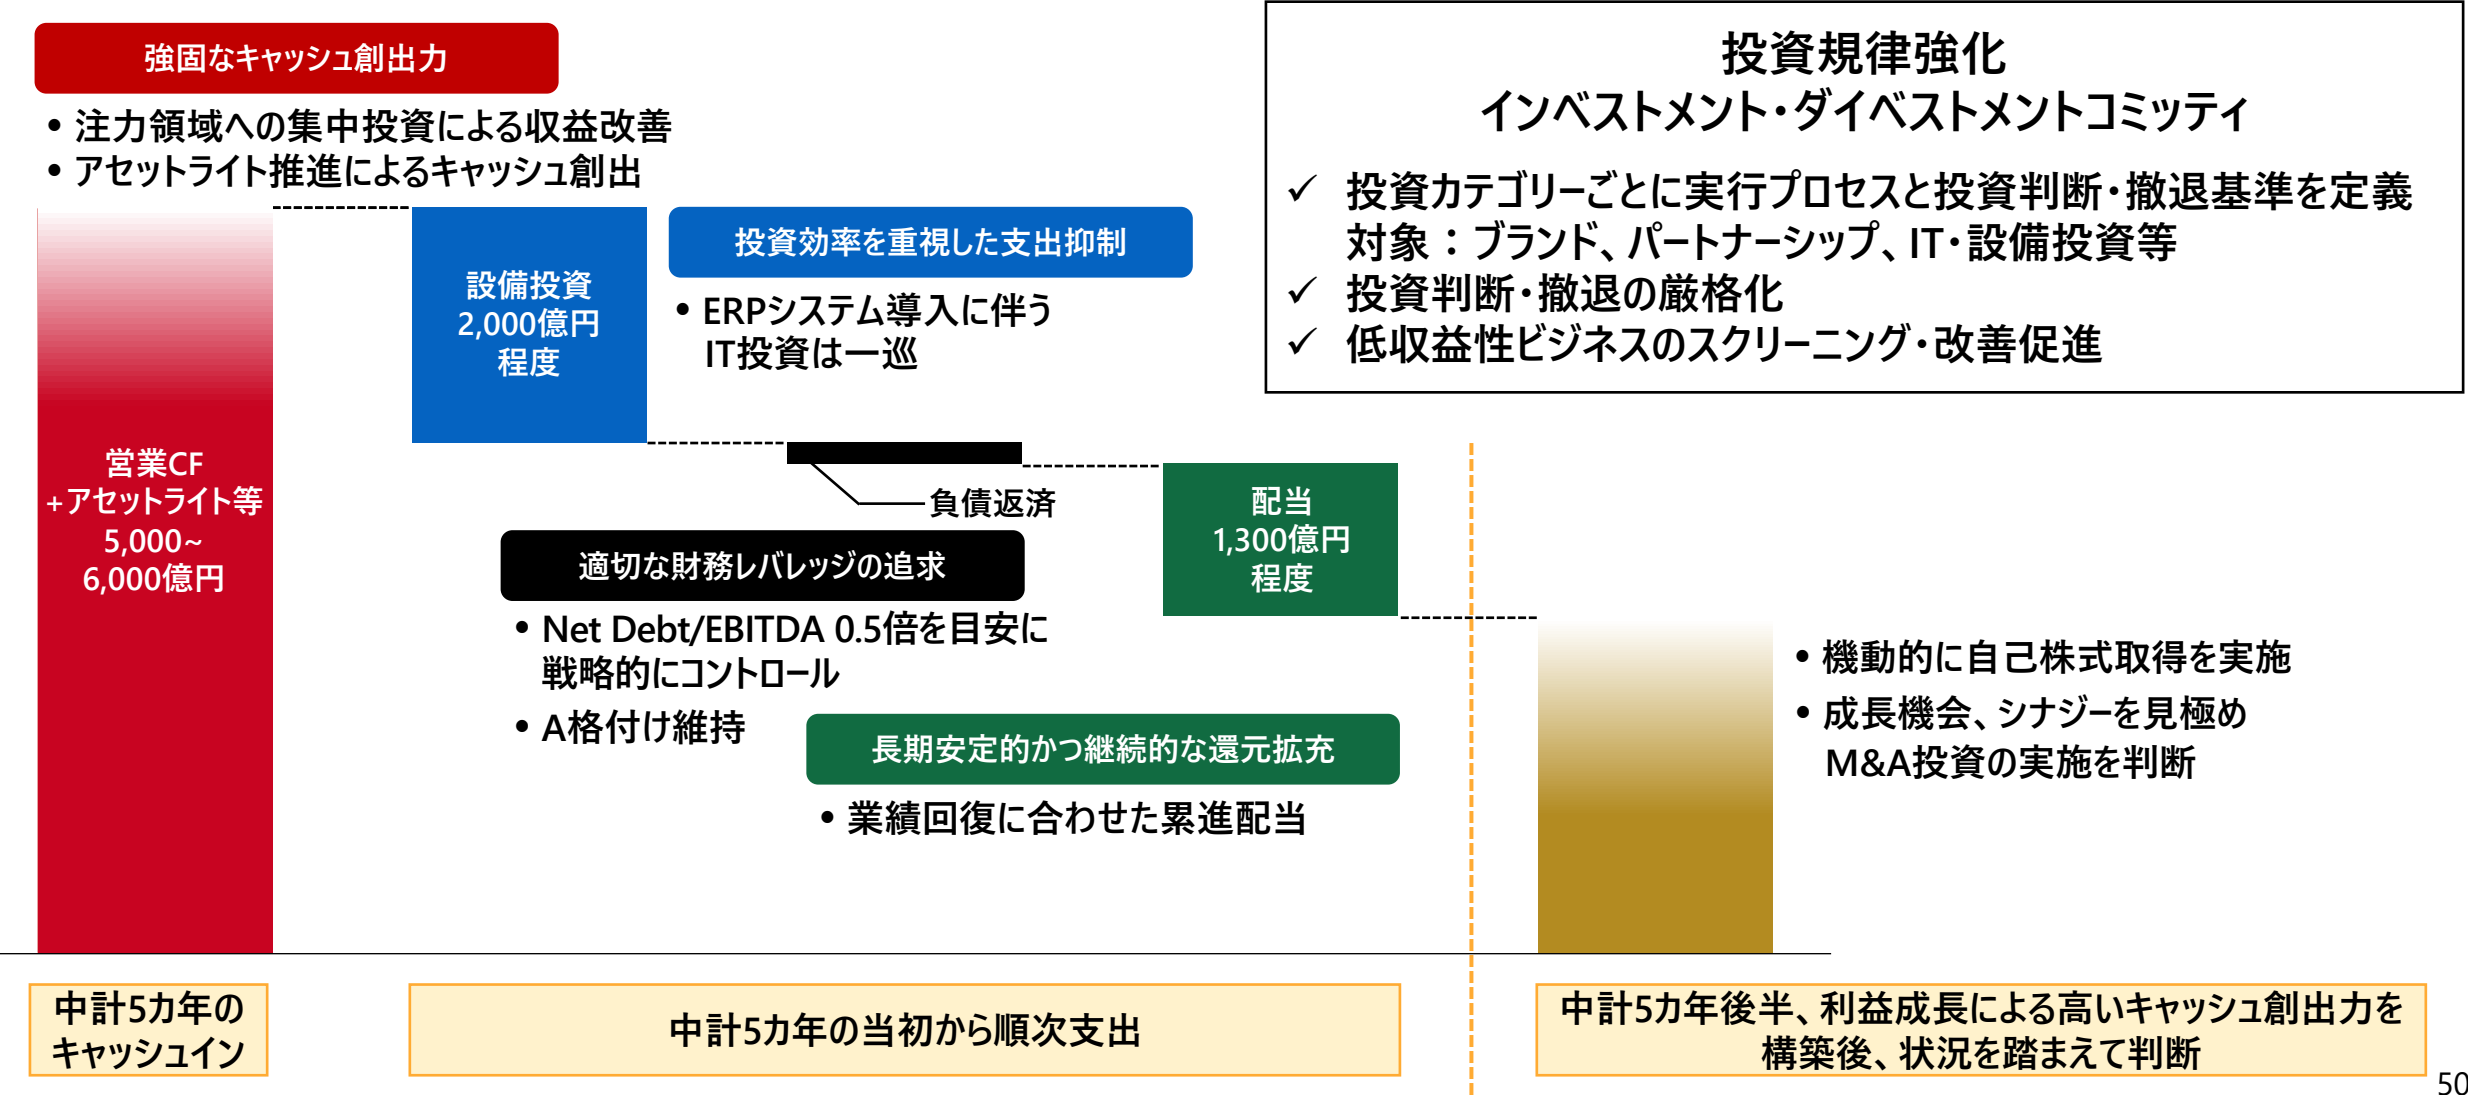 強固なキャッシュ創出力
• 注力領域への集中投資による収益改善
• アセットライト推進によるキャッシュ創出
投資規律強化
インベストメント・ダイベストメントコミッティ
✓ 投資カテゴリーごとに実行プロセスと投資判断・撤退基準を定義
対象：ブランド、パートナーシップ、IT・設備投資等
✓ 投資判断・撤退の厳格化
✓ 低収益性ビジネスのスクリーニング・改善促進
営業CF
+アセットライト等
5,000~
6,000億円
設備投資
2,000億円
程度
投資効率を重視した支出抑制
• ERPシステム導入に伴う
IT投資は一巡
負債返済
適切な財務レバレッジの追求
• Net Debt/EBITDA 0.5倍を目安に
戦略的にコントロール
• A格付け維持
配当
1,300億円
程度
長期安定的かつ継続的な還元拡充
• 業績回復に合わせた累進配当
• 機動的に自己株式取得を実施
• 成長機会、シナジーを見極め
M&A投資の実施を判断
中計5カ年の
キャッシュイン
中計5カ年の当初から順次支出
中計5カ年後半、利益成長による高いキャッシュ創出力を
構築後、状況を踏まえて判断
50